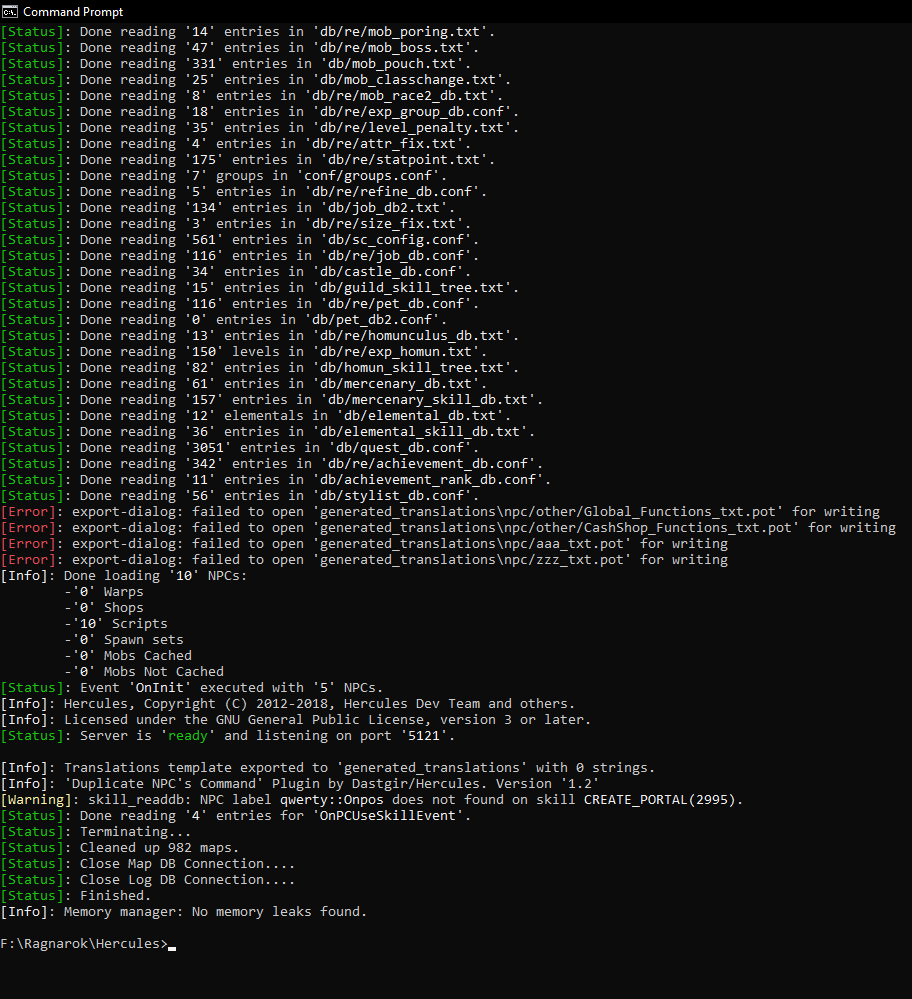 Command Prompt
[Status]: Done reading '14' entries in 'db/re/mob_poring.txt'.
[Status]: Done reading '47' entries in 'db/re/mob_boss.txt'.
[Status]: Done reading '331' entries in 'db/mob_pouch.txt'.
[Status]: Done reading '25' entries in 'db/mob_classchange.txt'.
[Status]: Done reading '8' entries in 'db/re/mob_race2_db.txt'.
[Status]: Done reading '18' entries in 'db/re/exp_group_db.conf'.
[Status]: Done reading '35' entries in 'db/re/level_penalty.txt'.
[Status]: Done reading '4' entries in 'db/re/attr_fix.txt'.
[Status]: Done reading '175' entries in 'db/re/statpoint.txt'.
[Status]: Done reading '7' groups in 'conf/groups.conf'.
[Status]: Done reading '5' entries in 'db/re/refine_db.conf'.
[Status]: Done reading '134' entries in 'db/job_db2.txt'.
[Status]: Done reading '3' entries in 'db/re/size_fix.txt'.
[Status]: Done reading '561' entries in 'db/sc_config.conf'.
[Status]: Done reading '116' entries in 'db/re/job_db.conf'.
[Status]: Done reading '34' entries in 'db/castle_db.conf'.
[Status]: Done reading '15' entries in 'db/guild_skill_tree.txt'.
[Status]: Done reading '116' entries in 'db/re/pet_db.conf'.
[Status]: Done reading '0' entries in 'db/pet_db2.conf'.
[Status]: Done reading '13' entries in 'db/re/homunculus_db.txt'.
[Status]: Done reading '150' levels in 'db/re/exp_homun.txt'.
[Status]: Done reading '82' entries in 'db/homun_skill_tree.txt'.
[Status]: Done reading '61' entries in 'db/mercenary_db.txt'.
[Status]: Done reading '157' entries in 'db/mercenary_skill_db.txt'.
[Status]: Done reading '12' elementals in 'db/elemental_db.txt'.
[Status]: Done reading '36' entries in 'db/elemental_skill_db.txt'.
[Status]: Done reading '3051' entries in 'db/quest_db.conf'.
[Status]: Done reading '342' entries in 'db/re/achievement_db.conf'.
[Status]: Done reading '11' entries in 'db/achievement_rank_db.conf'.
[Status]: Done reading '56' entries in 'db/stylist_db.conf'.
[Error]: export-dialog: failed to open 'generated_translations\npc/other/Global_Functions_txt.pot' for writing
[Error]: export-dialog: failed to open 'generated_translations\npc/other/CashShop_Functions_txt.pot' for writing
[Error]: export-dialog: failed to open 'generated_translations\npc/aaa_txt.pot' for writing
[Error]: export-dialog: failed to open 'generated_translations\npc/zzz_txt.pot' for writing
[Info]: Done loading '10' NPCs:
-'0' Warps
-'0' Shops
-'10' Scripts
-'0' Spawn sets
-'0' Mobs Cached
-'0' Mobs Not Cached
[Status]: Event 'OnInit' executed with '5' NPCs.
[Info]: Hercules, Copyright (C) 2012-2018, Hercules Dev Team and others.
[Info]: Licensed under the GNU General Public License, version 3 or later.
[Status]: Server is 'ready' and listening on port '5121'.
[Info]: Translations template exported to 'generated_translations' with 0 strings.
[Info]: 'Duplicate NPC's Command' Plugin by Dastgir/Hercules. Version '1.2'
[Warning]: skill_readdb: NPC label qwerty::Onpos does not found on skill CREATE_PORTAL(2995).
[Status]: Done reading '4' entries for 'OnPCUseSkillEvent'.
[Status]: Terminating...
[Status]: Cleaned up 982 maps.
[Status]: Close Map DB Connection....
[Status]: Close Log DB Connection....
[Status]: Finished.
[Info]: Memory manager: No memory leaks found.
F:\Ragnarok\Hercules>